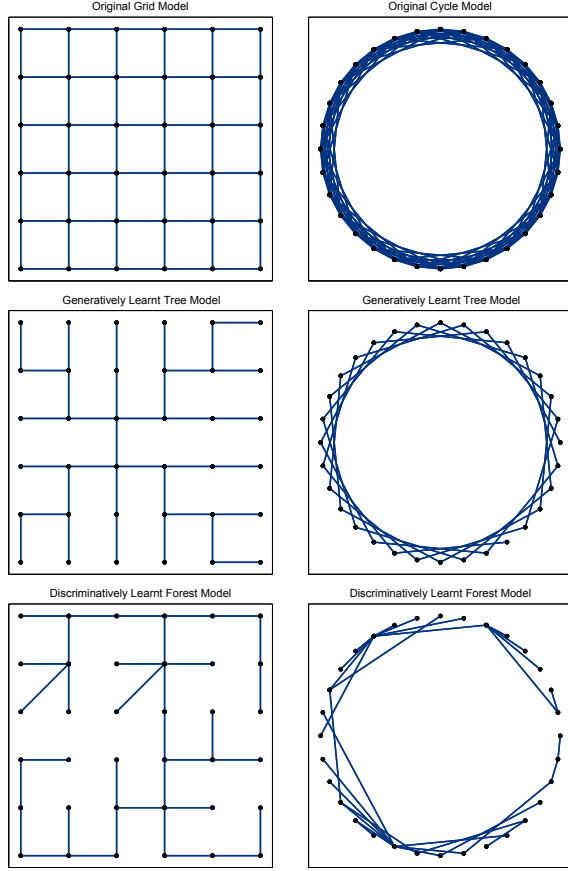 Original Grid Model
Original Cycle Model
Generatively Learnt Tree Model
Generatively Learnt Tree Model
Discriminatively Learnt Forest Model
Discriminatively Learnt Forest Model